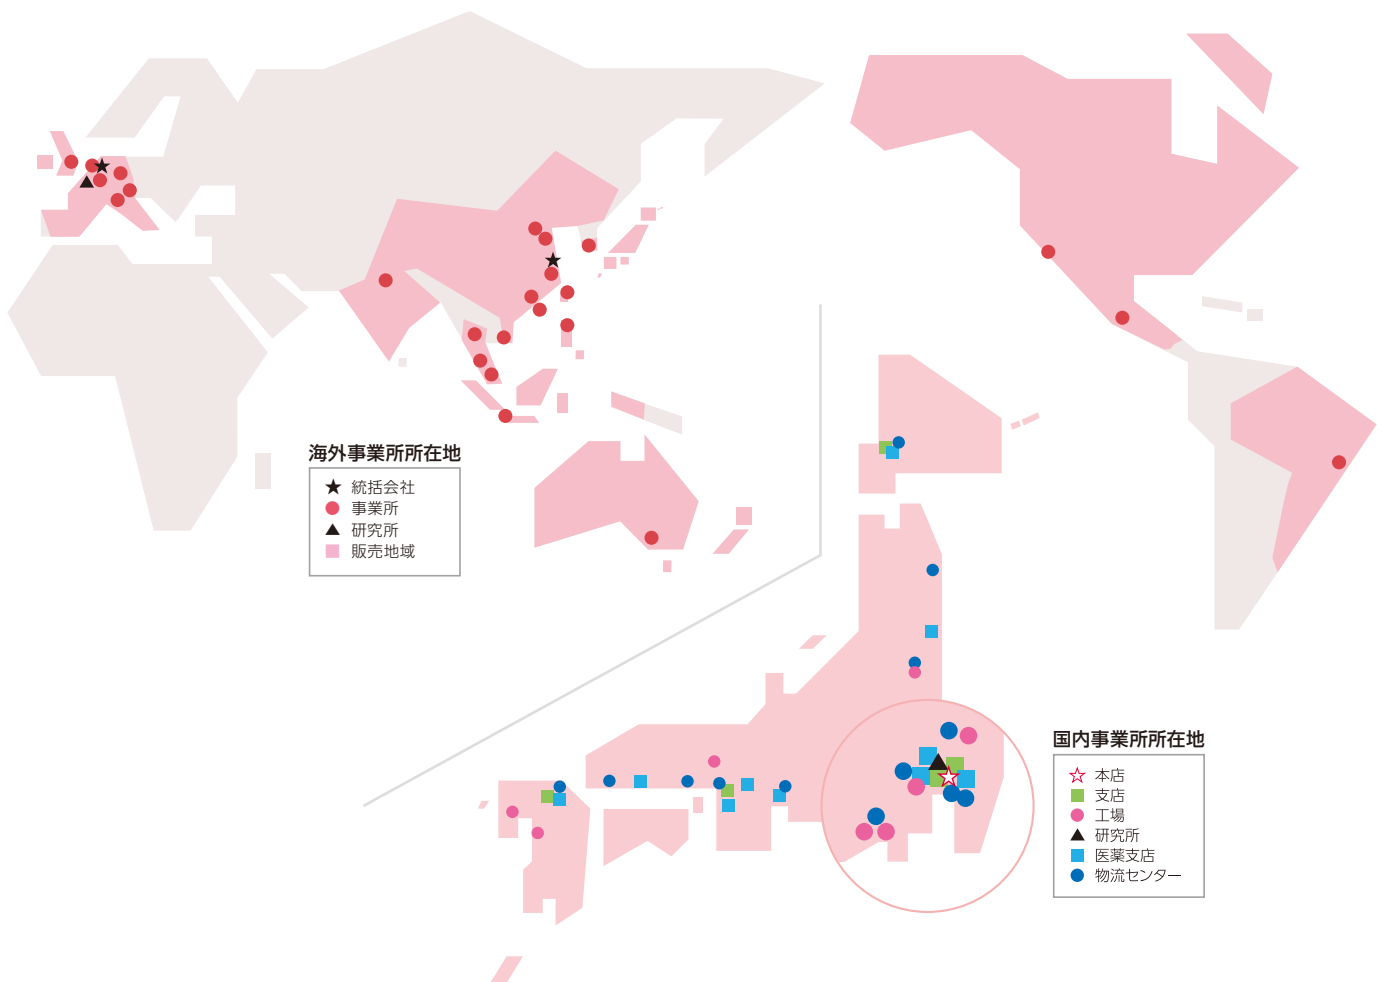 海外事業所所在地
統括会社
事業所
研究所
販売地域
国内事業所所在地
本店
支店
工場
研究所
医薬支店
物流センター